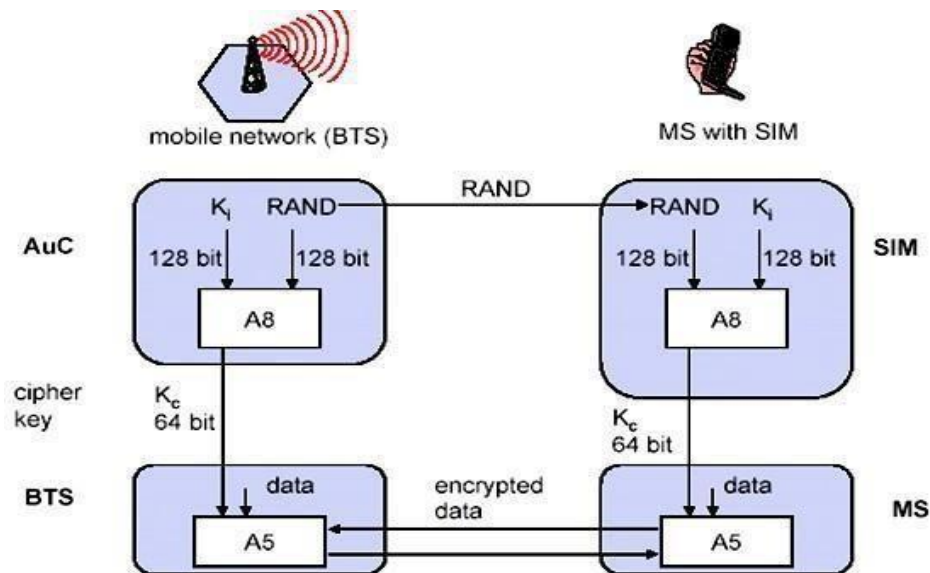 mobile network (BTS)
MS with SIM
RAND
Ki RAND
RAND Ki
AuC
SIM
128 bit 128 bit
128 bit 128 bit
A8
A8
cipher
key
Kc
64 bit
Kc
64 bit
BTS
data
encrypted
data
data
MS
A5
A5